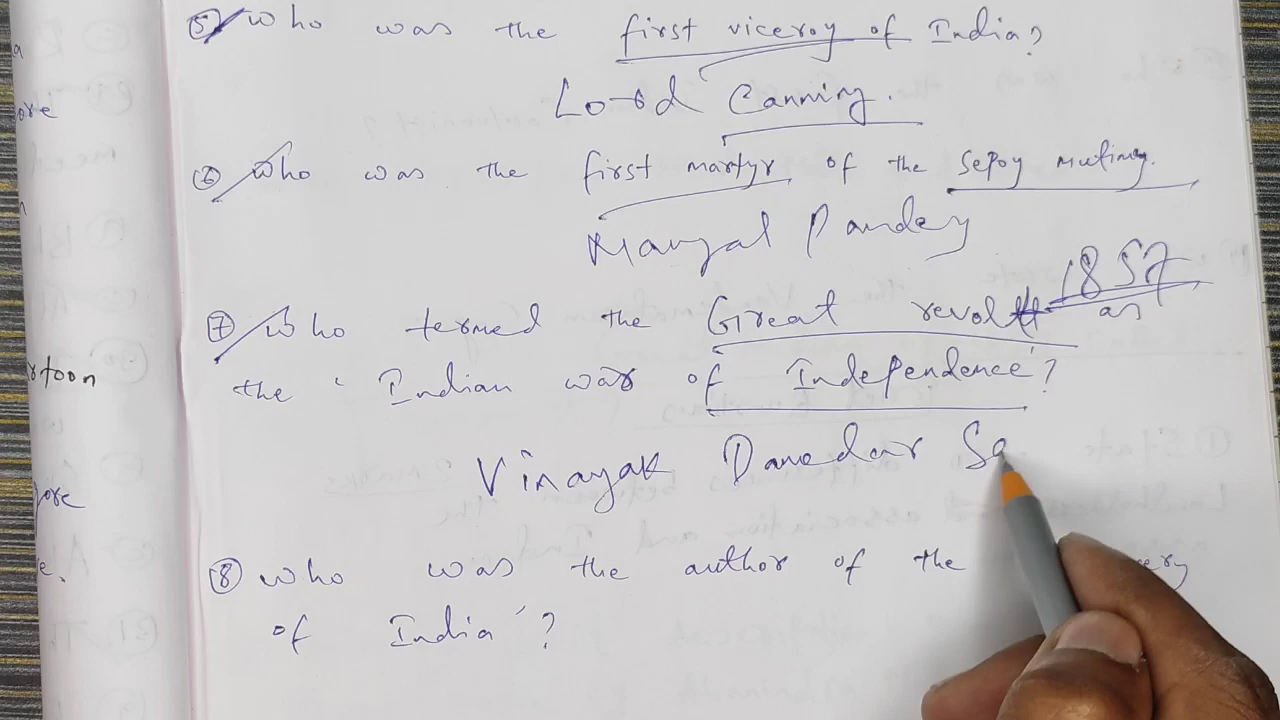 ⑤ Who was the first viceroy of India?
Lord Canning.
⑥ Who was the first martyr of the Sepoy Mutiny.
Mangal Pandey
⑦ Who termed the Great revolt 1857 as
the 'Indian war of Independence'?
Vinayak Damodar Sa
⑧ Who was the author of the
of India'?
ore
rtoon